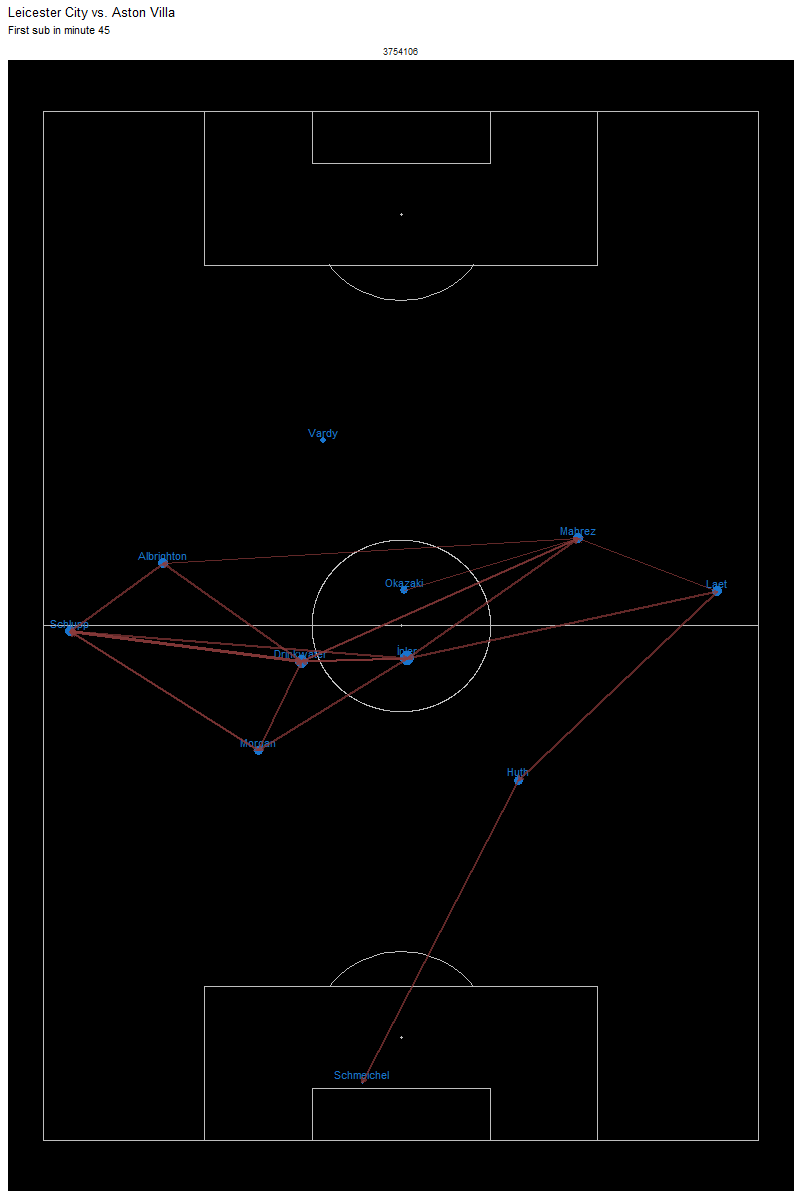 Leicester City vs. Aston Villa
First sub in minute 45
3754106
Vardy
Mahrez
Albrighton
Okazaki
Laet
Schlupp
Inler
Drinkwater
Morgan
Huth
Schmeichel